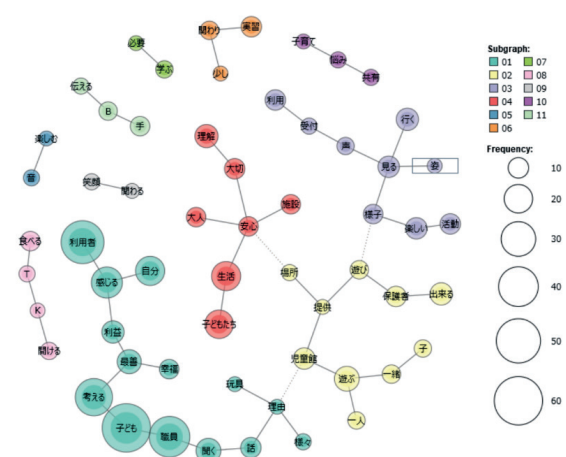 必要
学ぶ
関わり
実習
少し
子育て
悩み
共有
伝える
B
手
利用
受付
声
行く
見る
姿
様子
楽しい
活動
楽しむ
音
笑顔
関わる
理解
大切
大人
安心
施設
生活
子どもたち
食べる
T
K
開ける
利用者
感じる
自分
利益
最善
幸福
考える
子ども
職員
聞く
話
理由
様々
玩具
場所
遊び
提供
保護者
出来る
児童館
遊ぶ
一緒
子
一人
Subgraph:
01 07
02 08
03 09
04 10
05 11
06
Frequency:
10
20
30
40
50
60